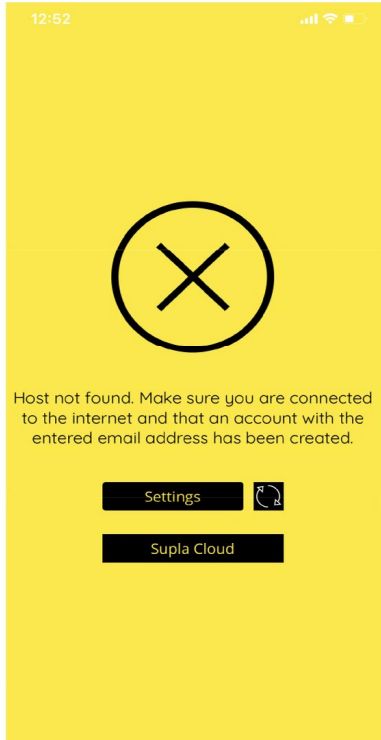 12:52
Host not found. Make sure you are connected
to the internet and that an account with the
entered email address has been created.
Settings
Supla Cloud